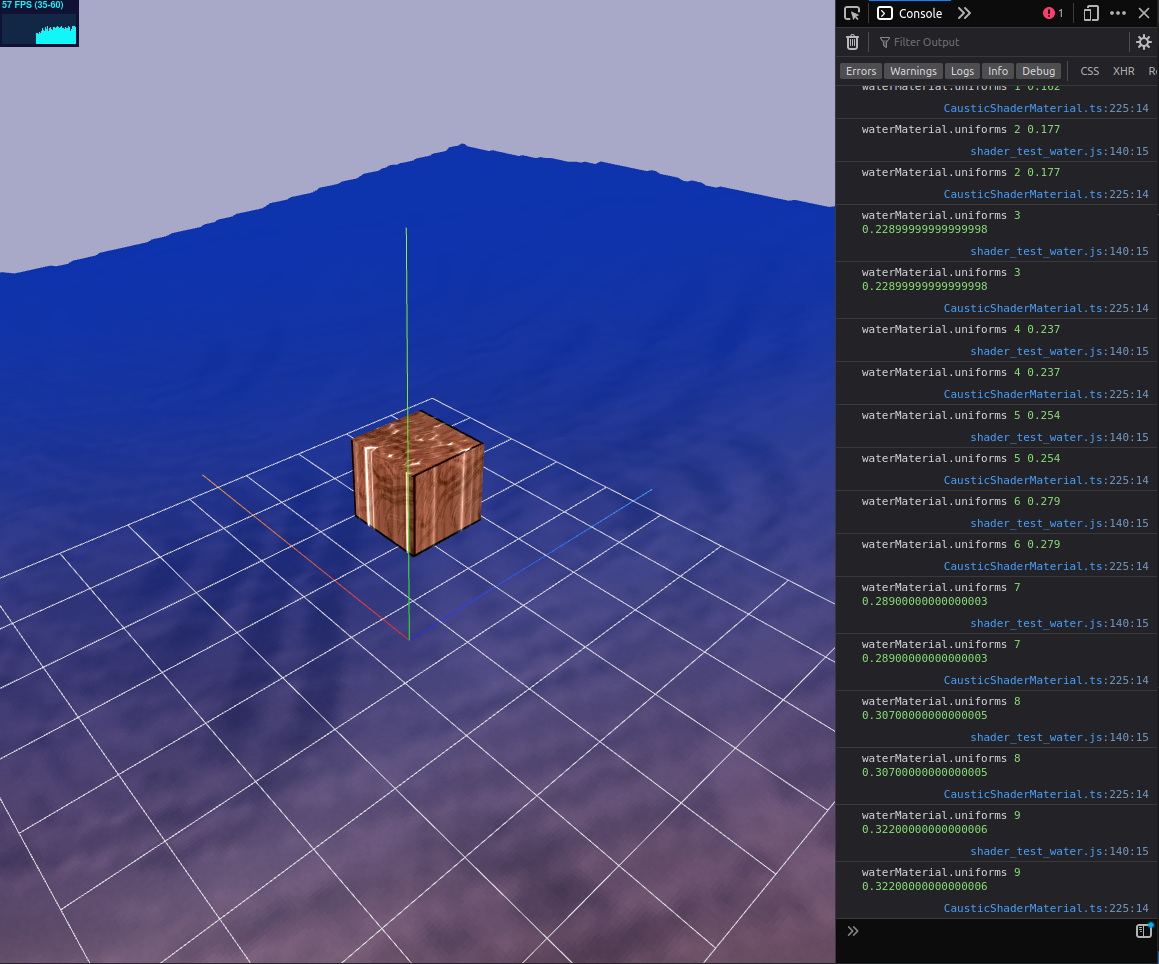 57 FPS (35-60)
Console
1
Filter Output
Errors
Warnings
Logs
Info
Debug
CSS
XHR
waterMaterial.uniforms 1 0.162
CausticShaderMaterial.ts:225:14
waterMaterial.uniforms 2 0.177
shader_test_water.js:140:15
waterMaterial.uniforms 2 0.177
CausticShaderMaterial.ts:225:14
waterMaterial.uniforms 3
0.22899999999999998
shader_test_water.js:140:15
waterMaterial.uniforms 3
0.22899999999999998
CausticShaderMaterial.ts:225:14
waterMaterial.uniforms 4 0.237
shader_test_water.js:140:15
waterMaterial.uniforms 4 0.237
CausticShaderMaterial.ts:225:14
waterMaterial.uniforms 5 0.254
shader_test_water.js:140:15
waterMaterial.uniforms 5 0.254
CausticShaderMaterial.ts:225:14
waterMaterial.uniforms 6 0.279
shader_test_water.js:140:15
waterMaterial.uniforms 6 0.279
CausticShaderMaterial.ts:225:14
waterMaterial.uniforms 7
0.28900000000000003
shader_test_water.js:140:15
waterMaterial.uniforms 7
0.28900000000000003
CausticShaderMaterial.ts:225:14
waterMaterial.uniforms 8
0.30700000000000005
shader_test_water.js:140:15
waterMaterial.uniforms 8
0.30700000000000005
CausticShaderMaterial.ts:225:14
waterMaterial.uniforms 9
0.32200000000000006
shader_test_water.js:140:15
waterMaterial.uniforms 9
0.32200000000000006
CausticShaderMaterial.ts:225:14